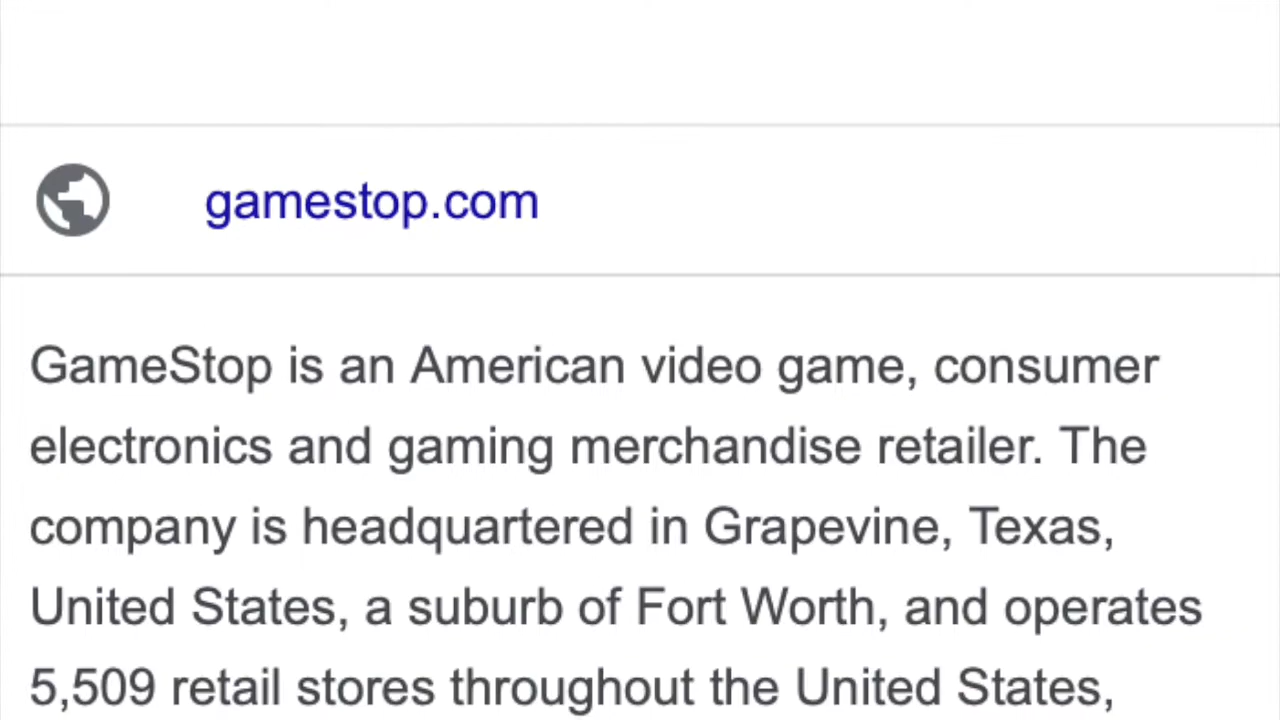 gamestop.com
GameStop is an American video game, consumer
electronics and gaming merchandise retailer. The
company is headquartered in Grapevine, Texas,
United States, a suburb of Fort Worth, and operates
5,509 retail stores throughout the United States,